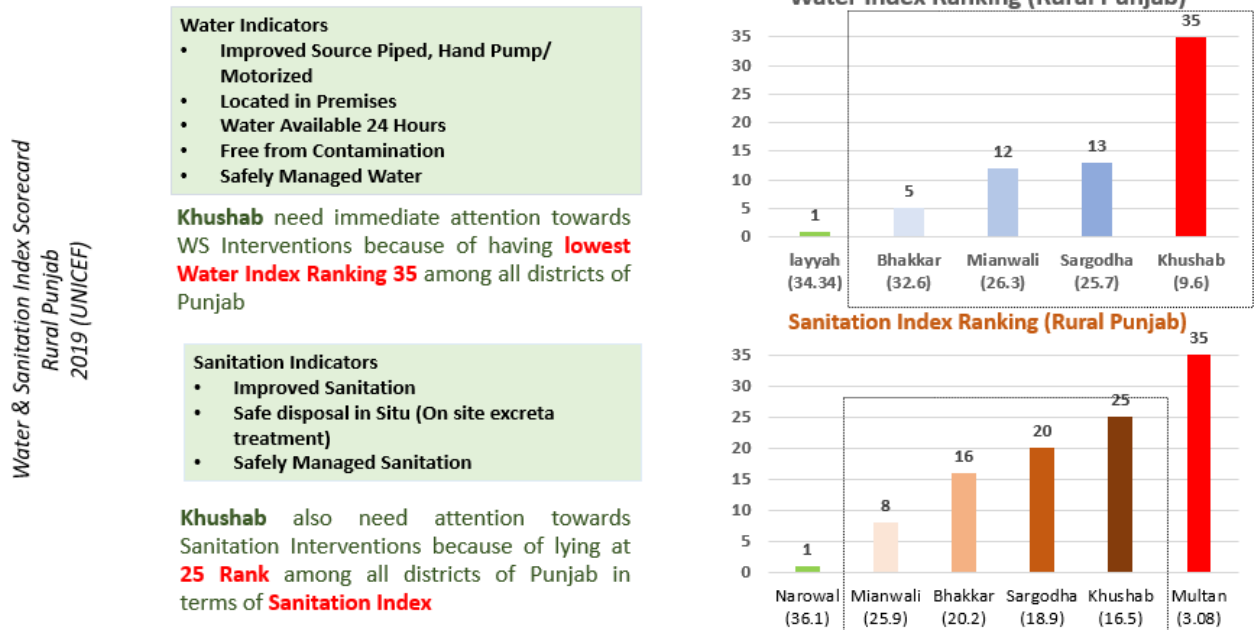 Water & Sanitation Index Scorecard
Rural Punjab
2019 (UNICEF)
Water Indicators
• Improved Source Piped, Hand Pump/
Motorized
• Located in Premises
• Water Available 24 Hours
• Free from Contamination
• Safely Managed Water
Khushab need immediate attention towards
WS Interventions because of having lowest
Water Index Ranking 35 among all districts of
Punjab
Sanitation Indicators
• Improved Sanitation
• Safe disposal in Situ (On site excreta
treatment)
• Safely Managed Sanitation
Khushab also need attention towards
Sanitation Interventions because of lying at
25 Rank among all districts of Punjab in
terms of Sanitation Index
Water Index Ranking (Rural Punjab)
35
30
25
20
15
10
5
0
1
5
12
13
35
layyah
(34.34)
Bhakkar
(32.6)
Mianwali
(26.3)
Sargodha
(25.7)
Khushab
(9.6)
Sanitation Index Ranking (Rural Punjab)
35
30
25
20
15
10
5
0
1
8
16
20
25
35
Narowal
(36.1)
Mianwali
(25.9)
Bhakkar
(20.2)
Sargodha
(18.9)
Khushab
(16.5)
Multan
(3.08)